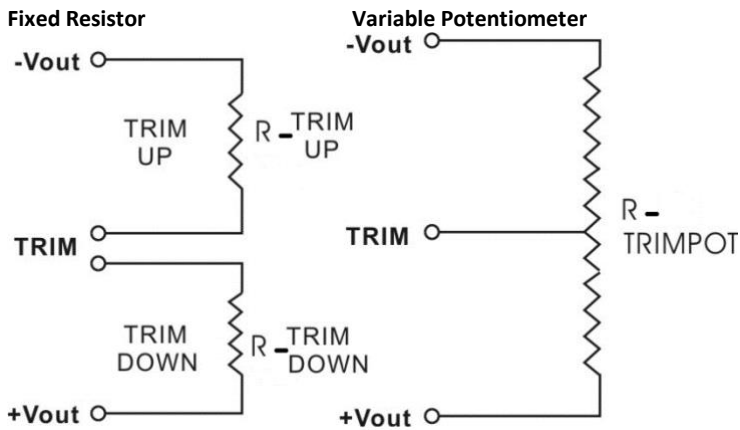 Fixed Resistor
-Vout
TRIM
UP
R - TRIM
UP
TRIM
TRIM
DOWN
R - TRIM
DOWN
+Vout
Variable Potentiometer
-Vout
TRIM
R -
TRIMPOT
+Vout